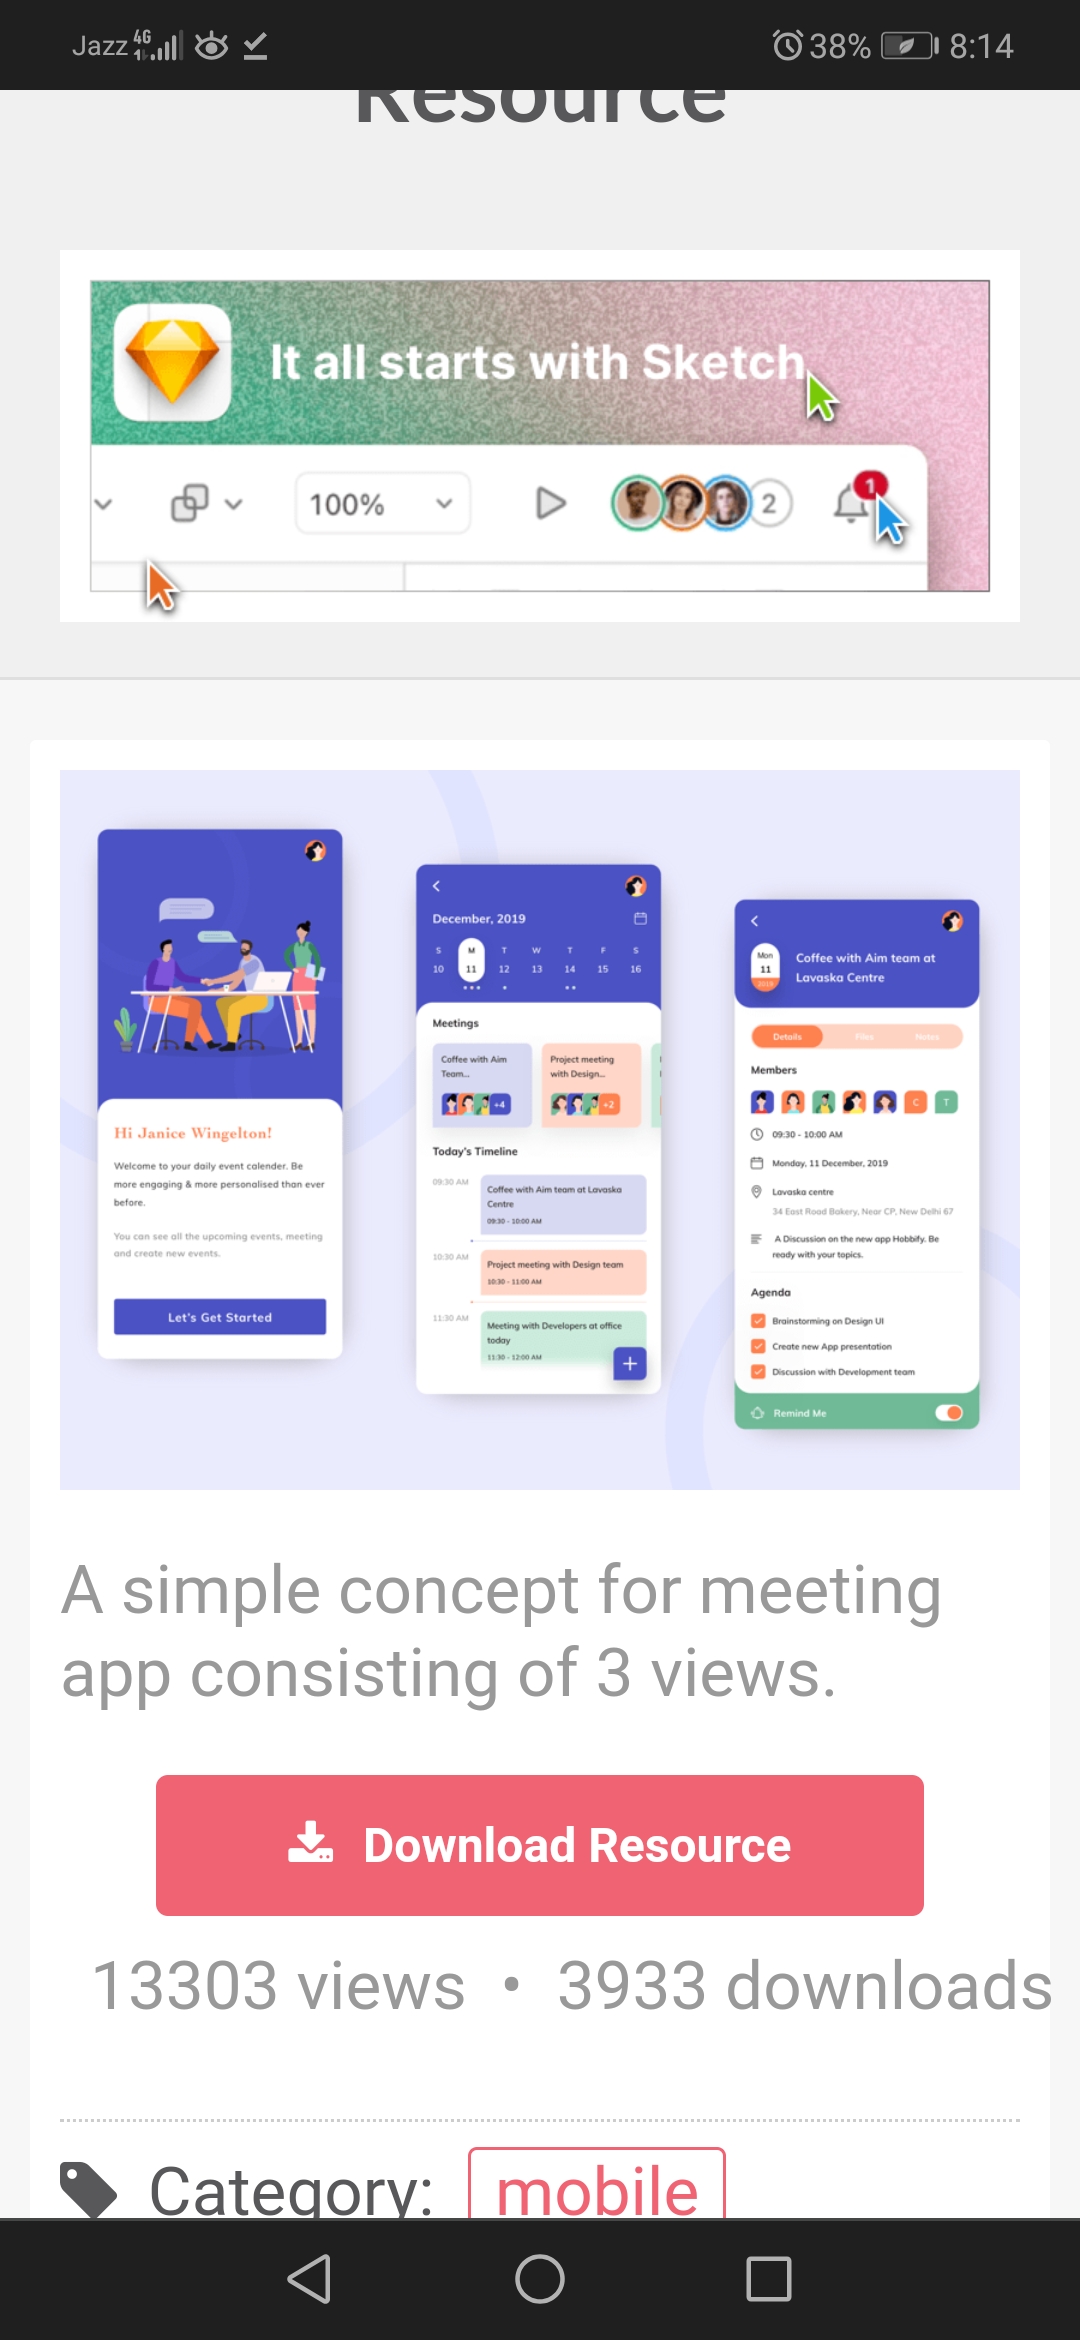 Jazz 4G 38% 8:14
Resource
It all starts with Sketch
100% 2 1
December, 2019
S M T W T F S
10 11 12 13 14 15 16
Meetings
Coffee with Aim
Team...
+4
Project meeting
with Design...
+2
Today's Timeline
09:30 AM
Coffee with Aim team at Lavaska
Centre
09:30 - 10:00 AM
10:30 AM
Project meeting with Design team
10:30 - 11:00 AM
11:30 AM
Meeting with Developers at office
today
11:30 - 12:00 AM
Hi Janice Wingelton!
Welcome to your daily event calender. Be
more engaging & more personalised than ever
before.
You can see all the upcoming events, meeting
and create new events.
Let's Get Started
Mon
11
2019
Coffee with Aim team at
Lavaska Centre
Details Files Notes
Members
C T
09:30 - 10:00 AM
Monday, 11 December, 2019
Lavaska centre
34 East Road Bakery, Near CP, New Delhi 67
A Discussion on the new app Hobbify. Be
ready with your topics.
Agenda
Brainstorming on Design UI
Create new App presentation
Discussion with Development team
Remind Me
A simple concept for meeting
app consisting of 3 views.
Download Resource
13303 views • 3933 downloads
Category: mobile